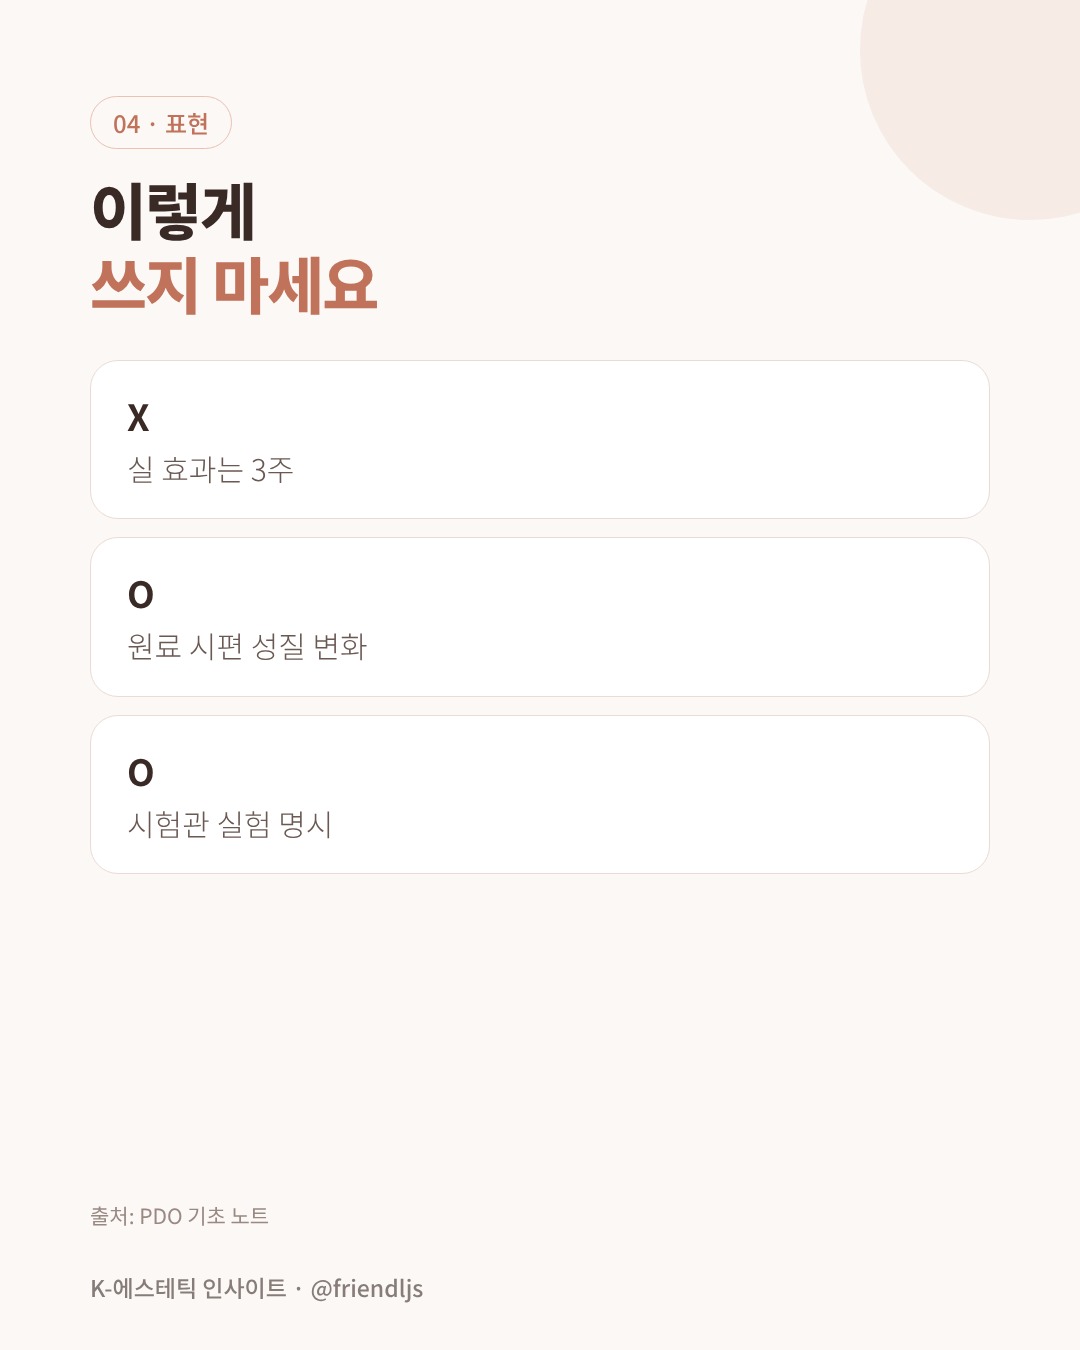 04 · 표현
이렇게
쓰지 마세요
X
실 효과는 3주
O
원료 시편 성질 변화
O
시험관 실험 명시
출처: PDO 기초 노트
K-에스테틱 인사이트 · @friendljs